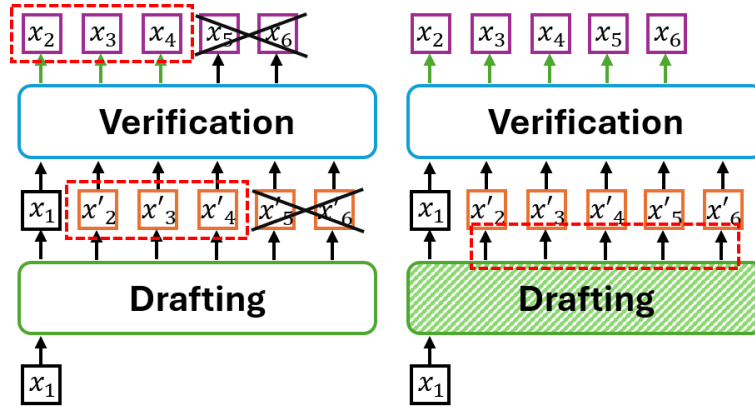 x₂ x₃ x₄ x₅ x₆
Verification
x₁ x'₂ x'₃ x'₄ x'₅ x'₆
Drafting
x₁
x₂ x₃ x₄ x₅ x₆
Verification
x₁ x'₂ x'₃ x'₄ x'₅ x'₆
Drafting
x₁